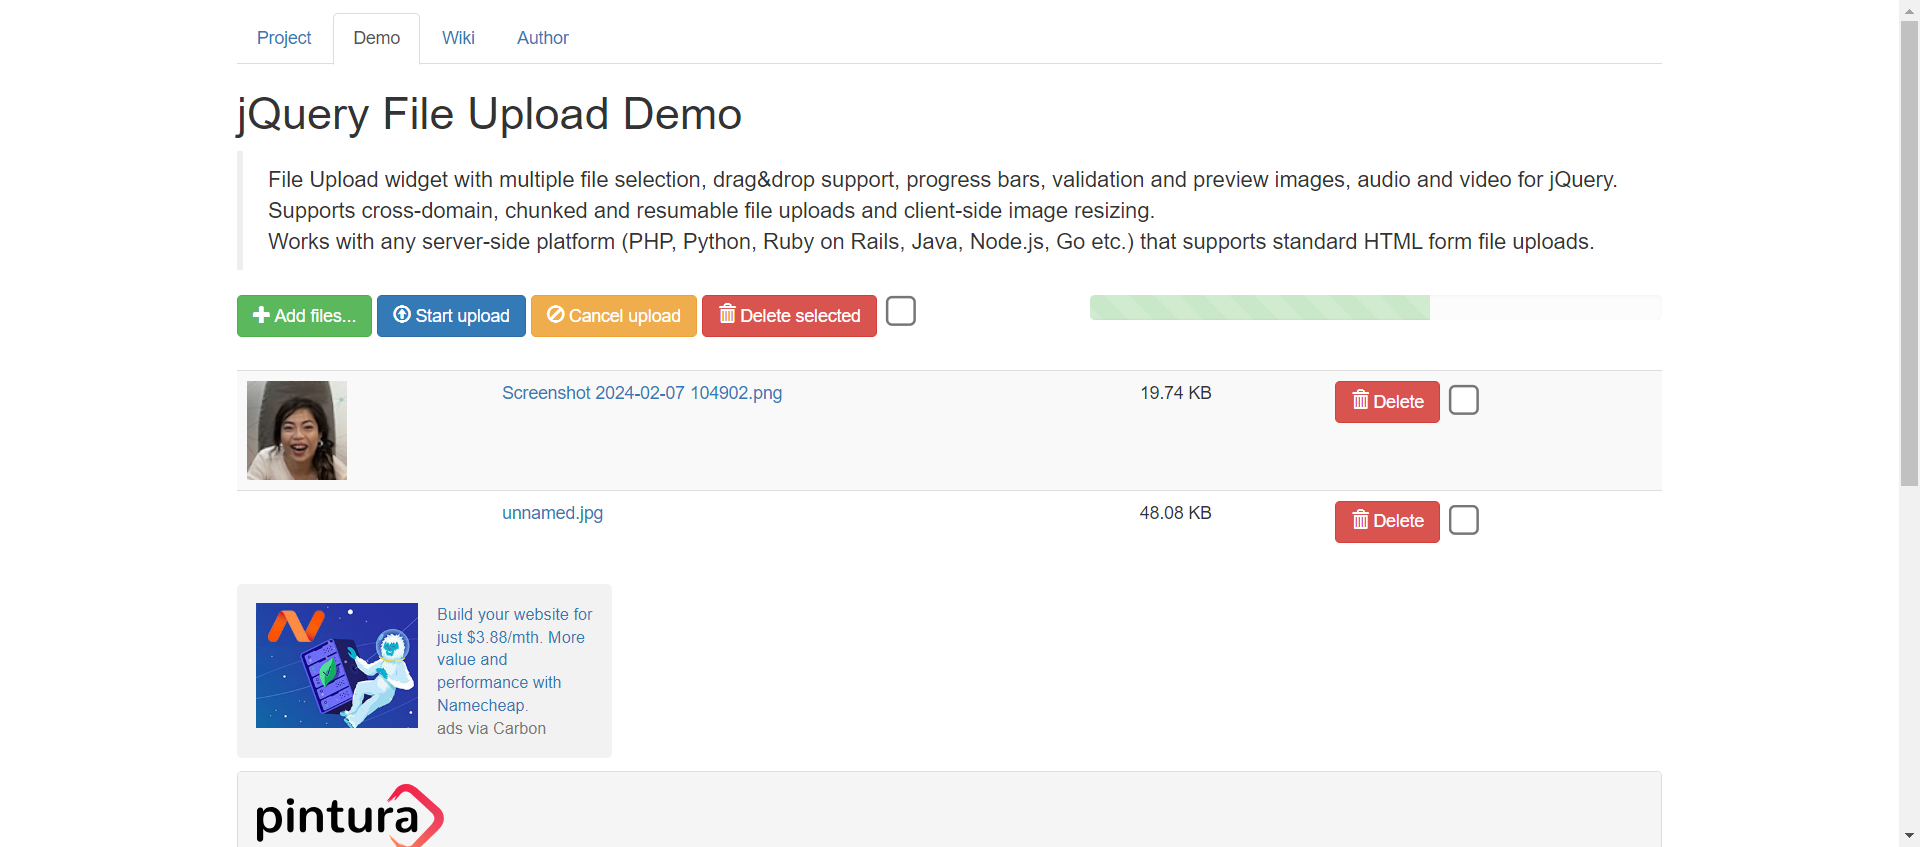 Project
Demo
Wiki
Author
jQuery File Upload Demo
File Upload widget with multiple file selection, drag&drop support, progress bars, validation and preview images, audio and video for jQuery.
Supports cross-domain, chunked and resumable file uploads and client-side image resizing.
Works with any server-side platform (PHP, Python, Ruby on Rails, Java, Node.js, Go etc.) that supports standard HTML form file uploads.
Add files...
Start upload
Cancel upload
Delete selected
Screenshot 2024-02-07 104902.png
19.74 KB
Delete
unnamed.jpg
48.08 KB
Delete
Build your website for
just $3.88/mth. More
value and
performance with
Namecheap.
ads via Carbon
pintura